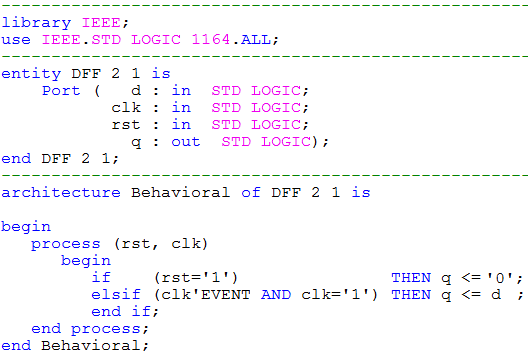 --------------------------------------------------------
library IEEE;
use IEEE.STD LOGIC 1164.ALL;
--------------------------------------------------------
entity DFF 2 1 is
    Port (   d : in  STD LOGIC;
           clk : in  STD LOGIC;
           rst : in  STD LOGIC;
             q : out  STD LOGIC);
end DFF 2 1;
--------------------------------------------------------
architecture Behavioral of DFF 2 1 is
begin
   process (rst, clk)
      begin
         if    (rst='1')               THEN q <='0';
         elsif (clk'EVENT AND clk='1') THEN q <= d ;
         end if;
   end process;
end Behavioral;